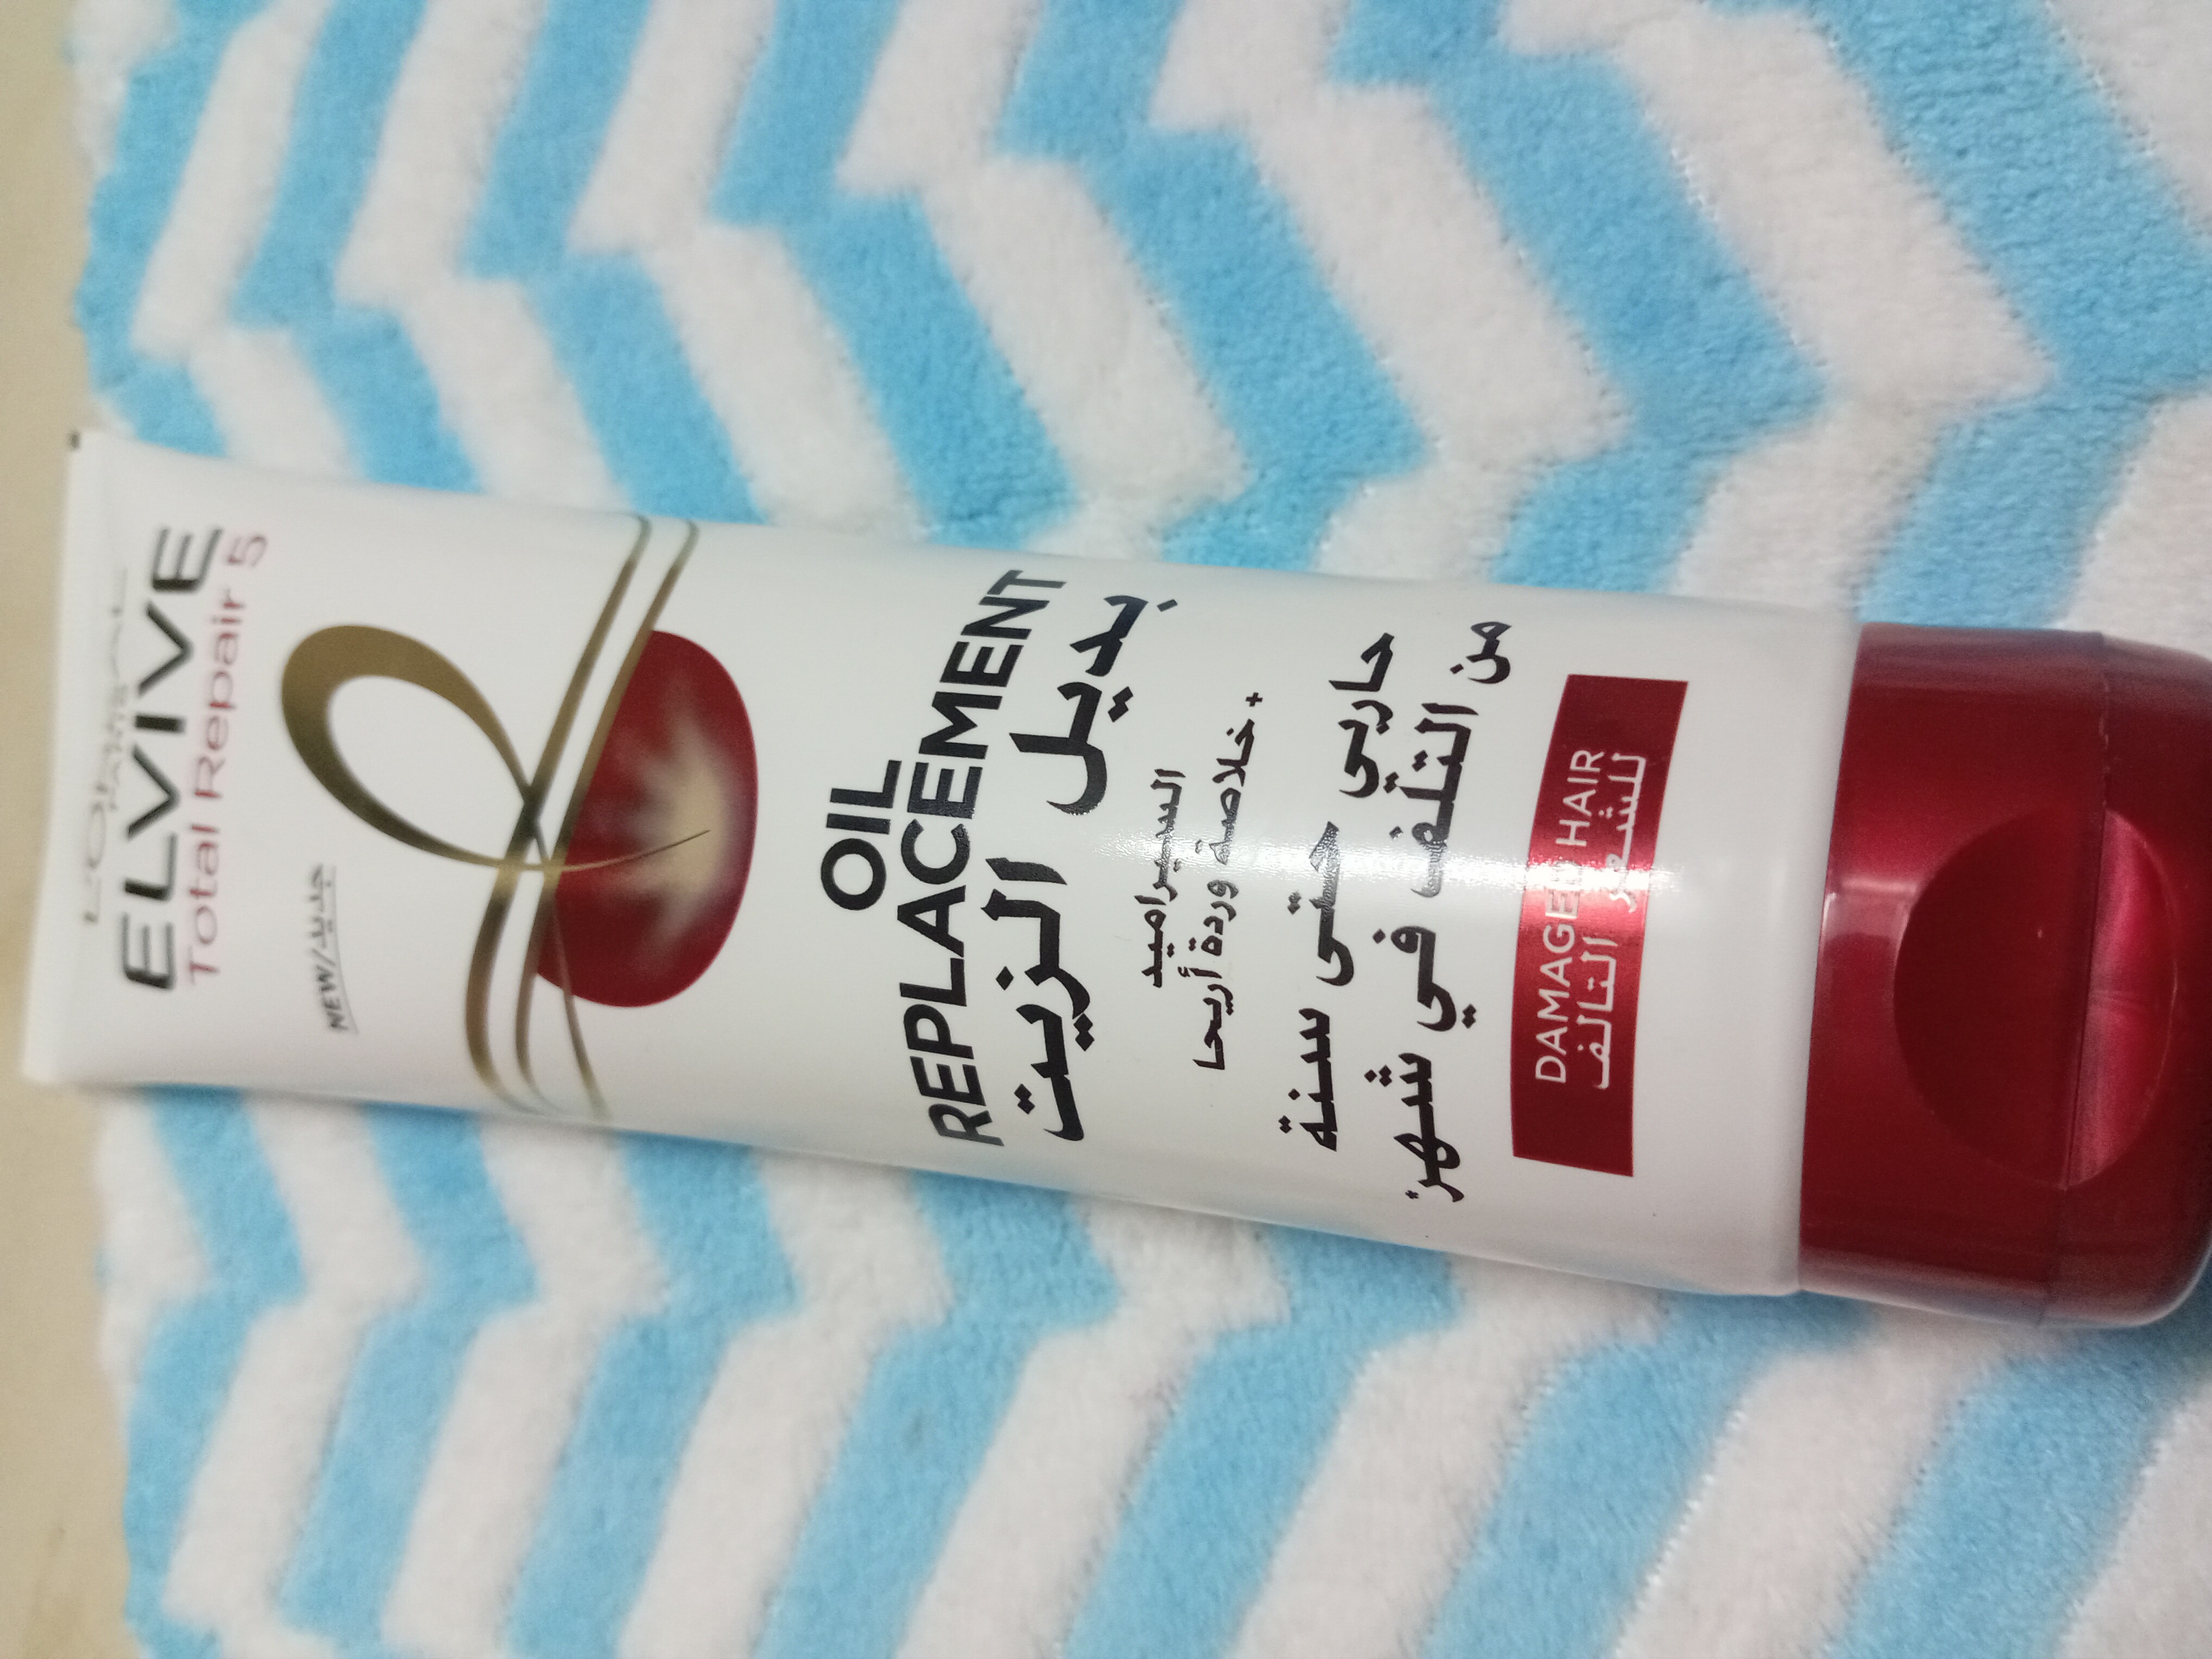 L'ORÉAL
PARIS
ELVIVE
Total Repair 5
NEW/جديد
OIL
REPLACEMENT
بديل الزيت
السيراميد
+خلاصة وردة أريحا
حاربي حتى سنة
من التلف في شهر*
DAMAGED HAIR
للشعر التالف